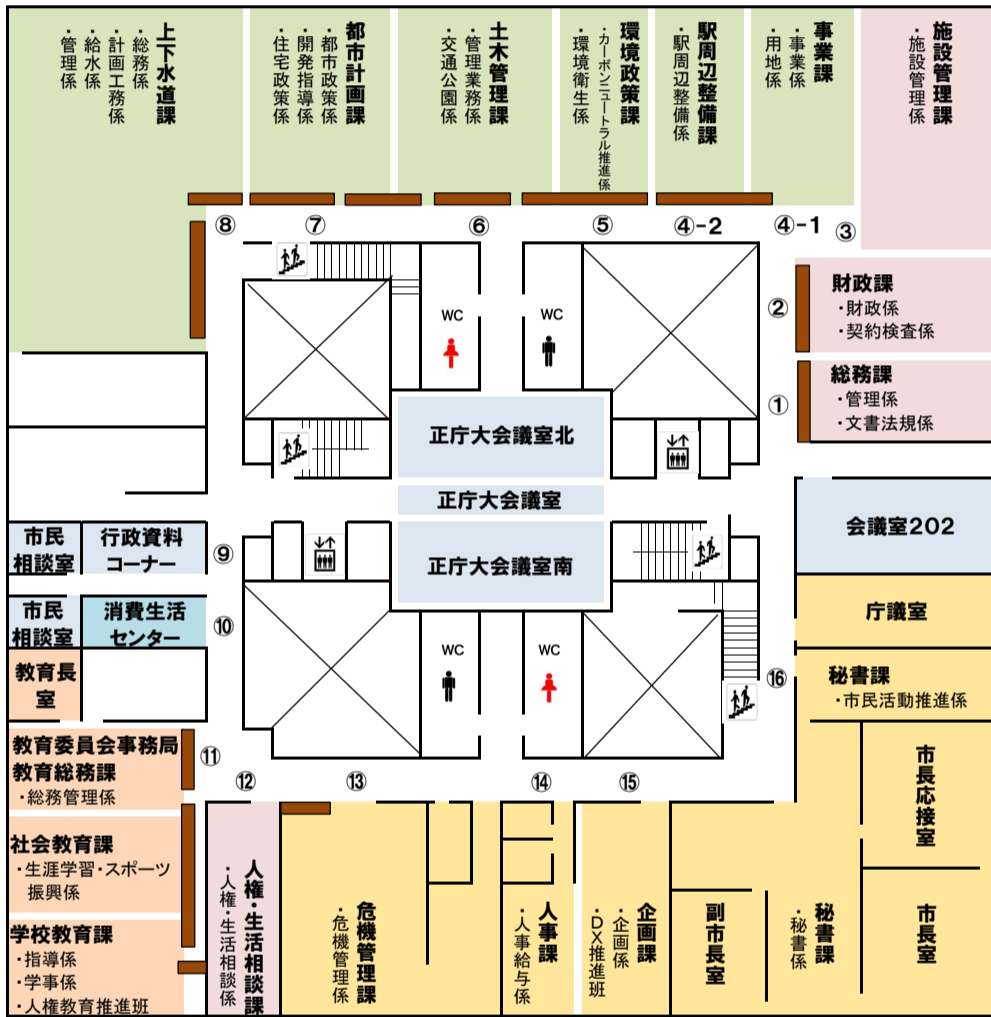 上下水道課
・総務係
・計画工務係
・給水係
・管理係
都市計画課
・都市政策係
・開発指導係
・住宅政策係
土木管理課
・管理業務係
・交通公園係
環境政策課
・カーボンニュートラル推進係
・環境衛生係
駅周辺整備課
・駅周辺整備係
事業課
・事業係
・用地係
施設管理課
・施設管理係
⑧
⑦
⑥
⑤
④-2
④-1
③
財政課
・財政係
・契約検査係
②
WC
WC
総務課
・管理係
・文書法規係
①
正庁大会議室北
正庁大会議室
正庁大会議室南
会議室202
市民
相談室
行政資料
コーナー
⑨
市民
相談室
消費生活
センター
⑩
庁議室
教育長
室
WC
WC
⑯
秘書課
・市民活動推進係
教育委員会事務局
教育総務課
・総務管理係
⑪
⑫
⑬
⑭
⑮
市長応接室
社会教育課
・生涯学習・スポーツ
振興係
学校教育課
・指導係
・学事係
・人権教育推進班
人権・生活相談課
・人権・生活相談係
危機管理課
・危機管理係
人事課
・人事給与係
企画課
・企画係
・DX推進班
副市長室
秘書課
・秘書係
市長室